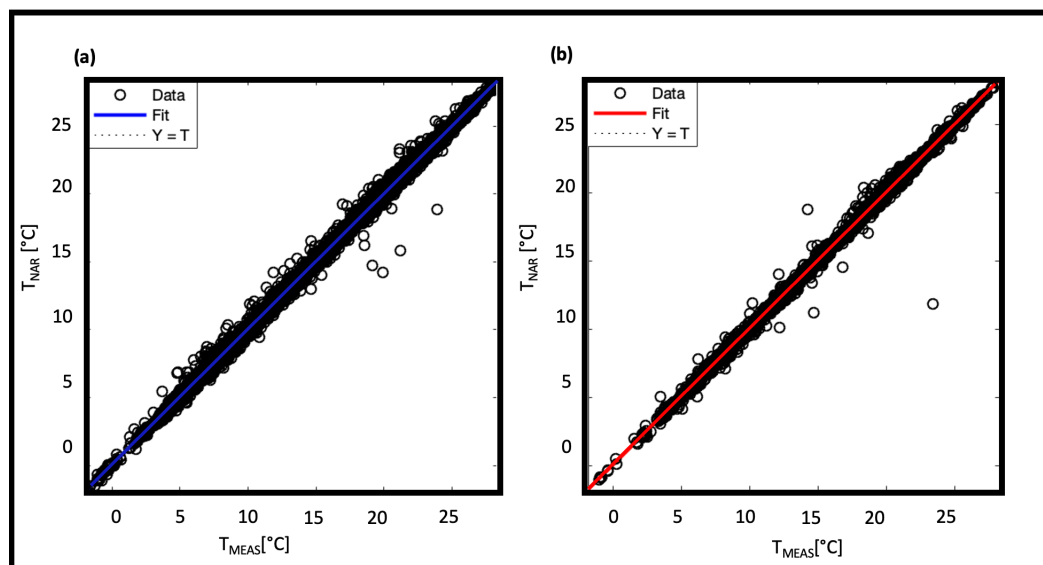 (a)
Data
Fit
Y = T
25
20
15
10
5
0
T_NAR [°C]
0 5 10 15 20 25
T_MEAS[°C]
(b)
Data
Fit
Y = T
25
20
15
10
5
0
T_NAR [°C]
0 5 10 15 20 25
T_MEAS[°C]